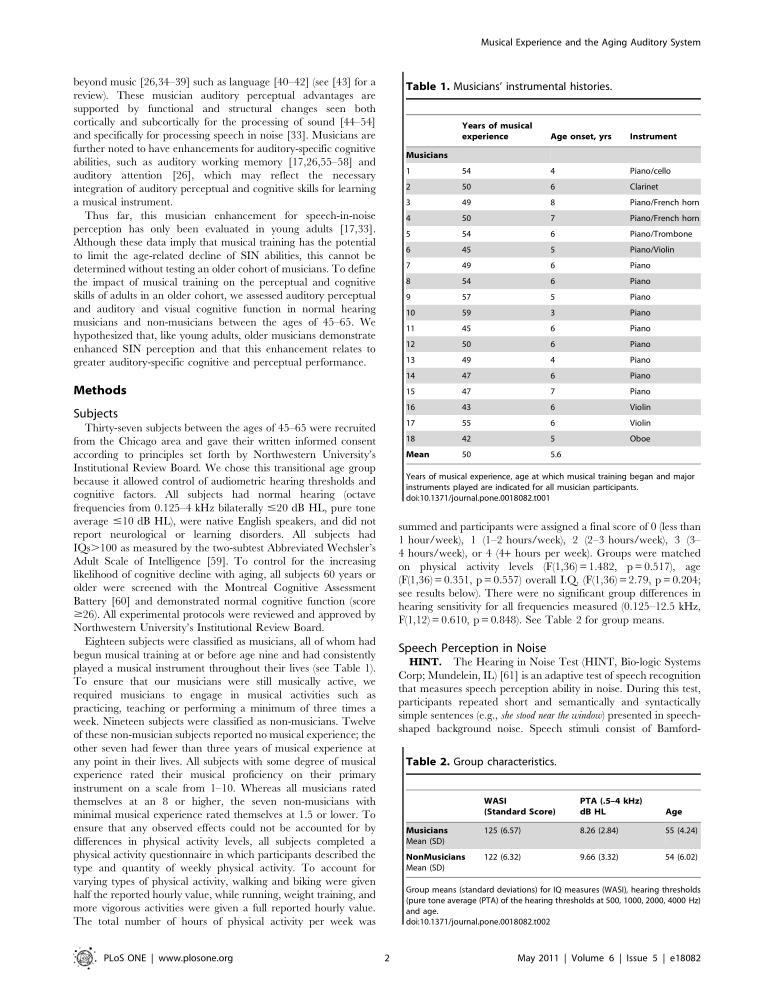 Musical Experience and the Aging Auditory System
beyond music [26,34–39] such as language [40–42] (see [43] for a
review). These musician auditory perceptual advantages are
supported by functional and structural changes seen both
cortically and subcortically for the processing of sound [44–54]
and specifically for processing speech in noise [33]. Musicians are
further noted to have enhancements for auditory-specific cognitive
abilities, such as auditory working memory [17,26,55–58] and
auditory attention [26], which may reflect the necessary
integration of auditory perceptual and cognitive skills for learning
a musical instrument.
Thus far, this musician enhancement for speech-in-noise
perception has only been evaluated in young adults [17,33].
Although these data imply that musical training has the potential
to limit the age-related decline of SIN abilities, this cannot be
determined without testing an older cohort of musicians. To define
the impact of musical training on the perceptual and cognitive
skills of adults in an older cohort, we assessed auditory perceptual
and auditory and visual cognitive function in normal hearing
musicians and non-musicians between the ages of 45–65. We
hypothesized that, like young adults, older musicians demonstrate
enhanced SIN perception and that this enhancement relates to
greater auditory-specific cognitive and perceptual performance.
Methods
Subjects
Thirty-seven subjects between the ages of 45–65 were recruited
from the Chicago area and gave their written informed consent
according to principles set forth by Northwestern University's
Institutional Review Board. We chose this transitional age group
because it allowed control of audiometric hearing thresholds and
cognitive factors. All subjects had normal hearing (octave
frequencies from 0.125–4 kHz bilaterally ≤20 dB HL, pure tone
average ≤10 dB HL), were native English speakers, and did not
report neurological or learning disorders. All subjects had
IQs>100 as measured by the two-subtest Abbreviated Wechsler's
Adult Scale of Intelligence [59]. To control for the increasing
likelihood of cognitive decline with aging, all subjects 60 years or
older were screened with the Montreal Cognitive Assessment
Battery [60] and demonstrated normal cognitive function (score
≥26). All experimental protocols were reviewed and approved by
Northwestern University's Institutional Review Board.
Eighteen subjects were classified as musicians, all of whom had
begun musical training at or before age nine and had consistently
played a musical instrument throughout their lives (see Table 1).
To ensure that our musicians were still musically active, we
required musicians to engage in musical activities such as
practicing, teaching or performing a minimum of three times a
week. Nineteen subjects were classified as non-musicians. Twelve
of these non-musician subjects reported no musical experience; the
other seven had fewer than three years of musical experience at
any point in their lives. All subjects with some degree of musical
experience rated their musical proficiency on their primary
instrument on a scale from 1–10. Whereas all musicians rated
themselves at an 8 or higher, the seven non-musicians with
minimal musical experience rated themselves at 1.5 or lower. To
ensure that any observed effects could not be accounted for by
differences in physical activity levels, all subjects completed a
physical activity questionnaire in which participants described the
type and quantity of weekly physical activity. To account for
varying types of physical activity, walking and biking were given
half the reported hourly value, while running, weight training, and
more vigorous activities were given a full reported hourly value.
The total number of hours of physical activity per week was
Table 1. Musicians' instrumental histories.
Years of musical experience Age onset, yrs Instrument
Musicians
1 54 4 Piano/cello
2 50 6 Clarinet
3 49 8 Piano/French horn
4 50 7 Piano/French horn
5 54 6 Piano/Trombone
6 45 5 Piano/Violin
7 49 6 Piano
8 54 6 Piano
9 57 5 Piano
10 59 3 Piano
11 45 6 Piano
12 50 6 Piano
13 49 4 Piano
14 47 6 Piano
15 47 7 Piano
16 43 6 Violin
17 55 6 Violin
18 42 5 Oboe
Mean 50 5.6
Years of musical experience, age at which musical training began and major
instruments played are indicated for all musician participants.
doi:10.1371/journal.pone.0018082.t001
summed and participants were assigned a final score of 0 (less than
1 hour/week), 1 (1–2 hours/week), 2 (2–3 hours/week), 3 (3–
4 hours/week), or 4 (4+ hours per week). Groups were matched
on physical activity levels (F(1,36) = 1.482, p = 0.517), age
(F(1,36) = 0.351, p = 0.557) overall I.Q. (F(1,36) = 2.79, p = 0.204;
see results below). There were no significant group differences in
hearing sensitivity for all frequencies measured (0.125–12.5 kHz,
F(1,12) = 0.610, p = 0.848). See Table 2 for group means.
Speech Perception in Noise
HINT. The Hearing in Noise Test (HINT, Bio-logic Systems
Corp; Mundelein, IL) [61] is an adaptive test of speech recognition
that measures speech perception ability in noise. During this test,
participants repeated short and semantically and syntactically
simple sentences (e.g., she stood near the window) presented in speech-
shaped background noise. Speech stimuli consist of Bamford-
Table 2. Group characteristics.
WASI (Standard Score) PTA (.5–4 kHz) dB HL Age
Musicians 125 (6.57) 8.26 (2.84) 55 (4.24)
Mean (SD)
NonMusicians 122 (6.32) 9.66 (3.32) 54 (6.02)
Mean (SD)
Group means (standard deviations) for IQ measures (WASI), hearing thresholds
(pure tone average (PTA) of the hearing thresholds at 500, 1000, 2000, 4000 Hz)
and age.
doi:10.1371/journal.pone.0018082.t002
PLoS ONE | www.plosone.org
2
May 2011 | Volume 6 | Issue 5 | e18082